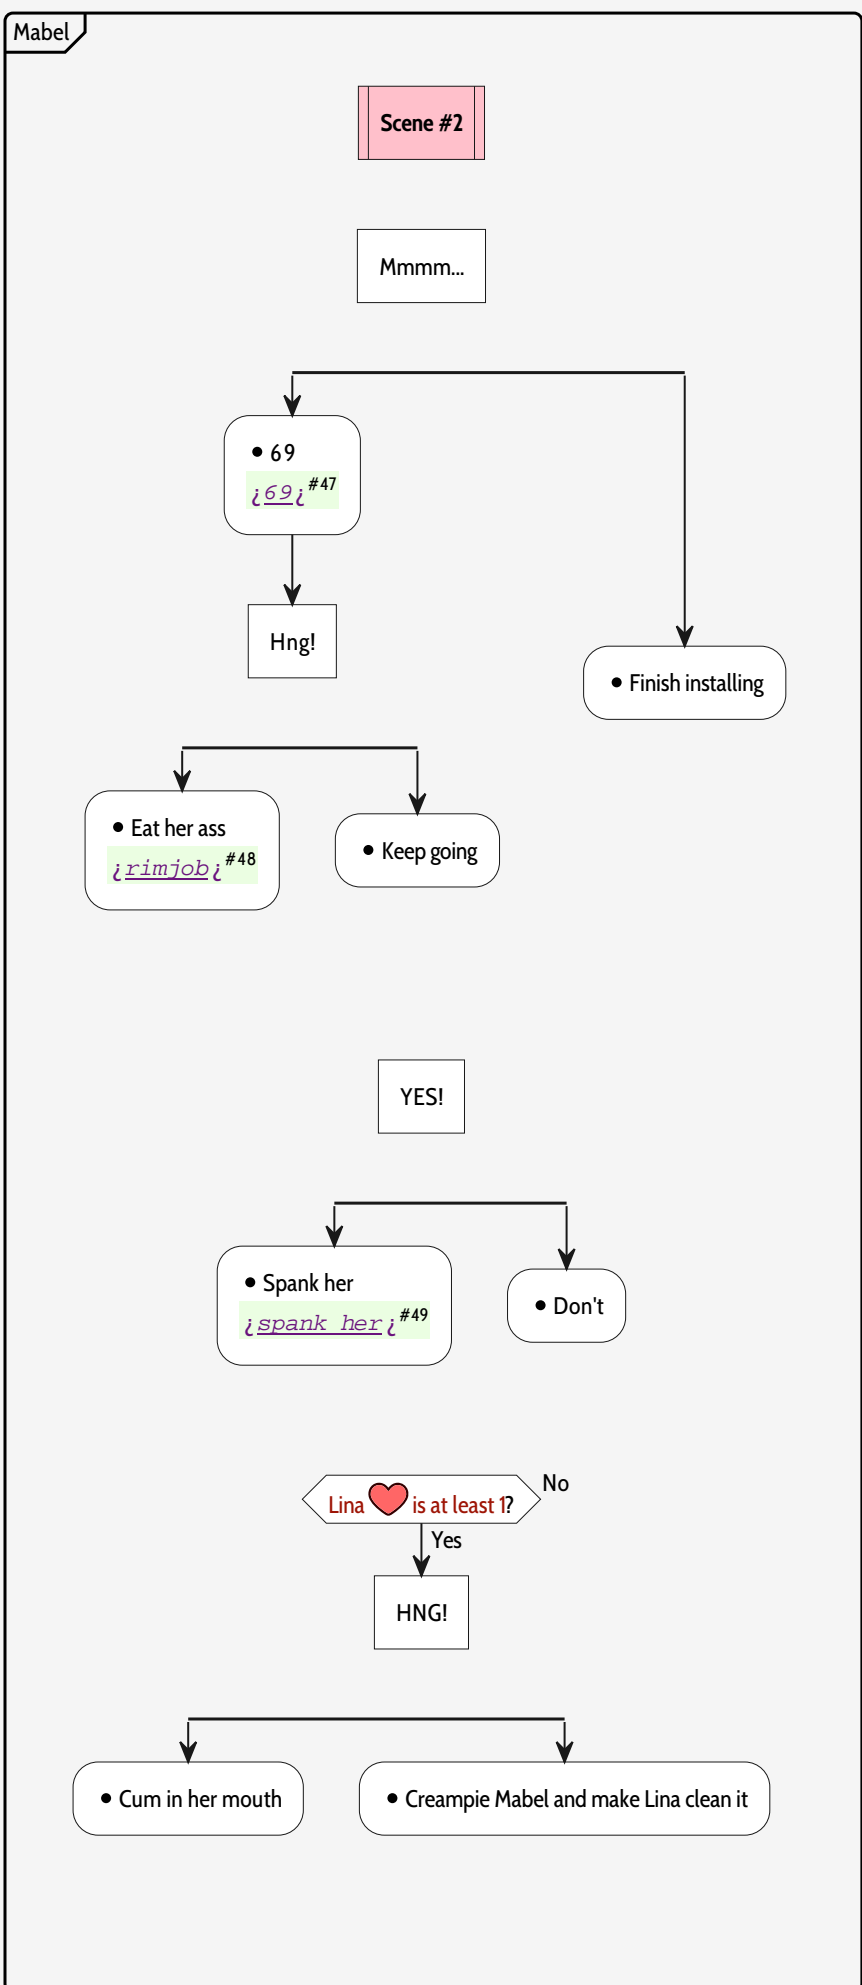 Mabel
Scene #2
Mmmm...
• 69
¿69¿#47
Hng!
• Finish installing
• Eat her ass
¿rimjob¿#48
• Keep going
YES!
• Spank her
¿spank her¿#49
• Don't
Lina is at least 1?
No
Yes
HNG!
• Cum in her mouth
• Creampie Mabel and make Lina clean it